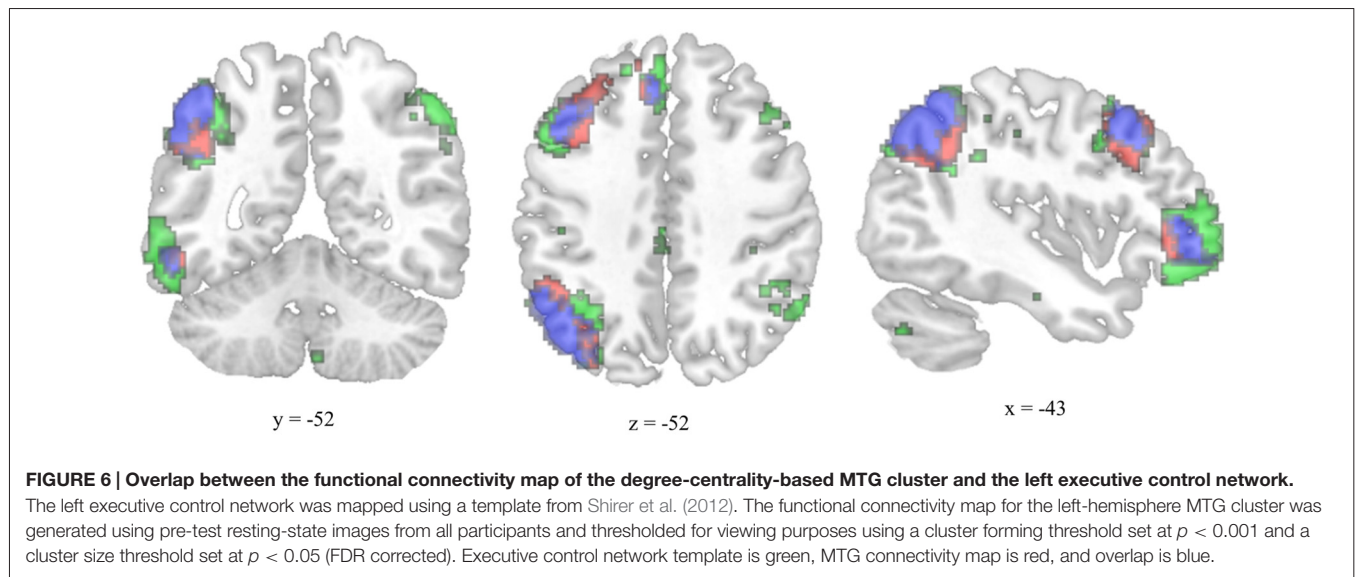 y = -52
z = -52
x = -43
FIGURE 6 | Overlap between the functional connectivity map of the degree-centrality-based MTG cluster and the left executive control network.
The left executive control network was mapped using a template from Shirer et al. (2012). The functional connectivity map for the left-hemisphere MTG cluster was
generated using pre-test resting-state images from all participants and thresholded for viewing purposes using a cluster forming threshold set at p < 0.001 and a
cluster size threshold set at p < 0.05 (FDR corrected). Executive control network template is green, MTG connectivity map is red, and overlap is blue.